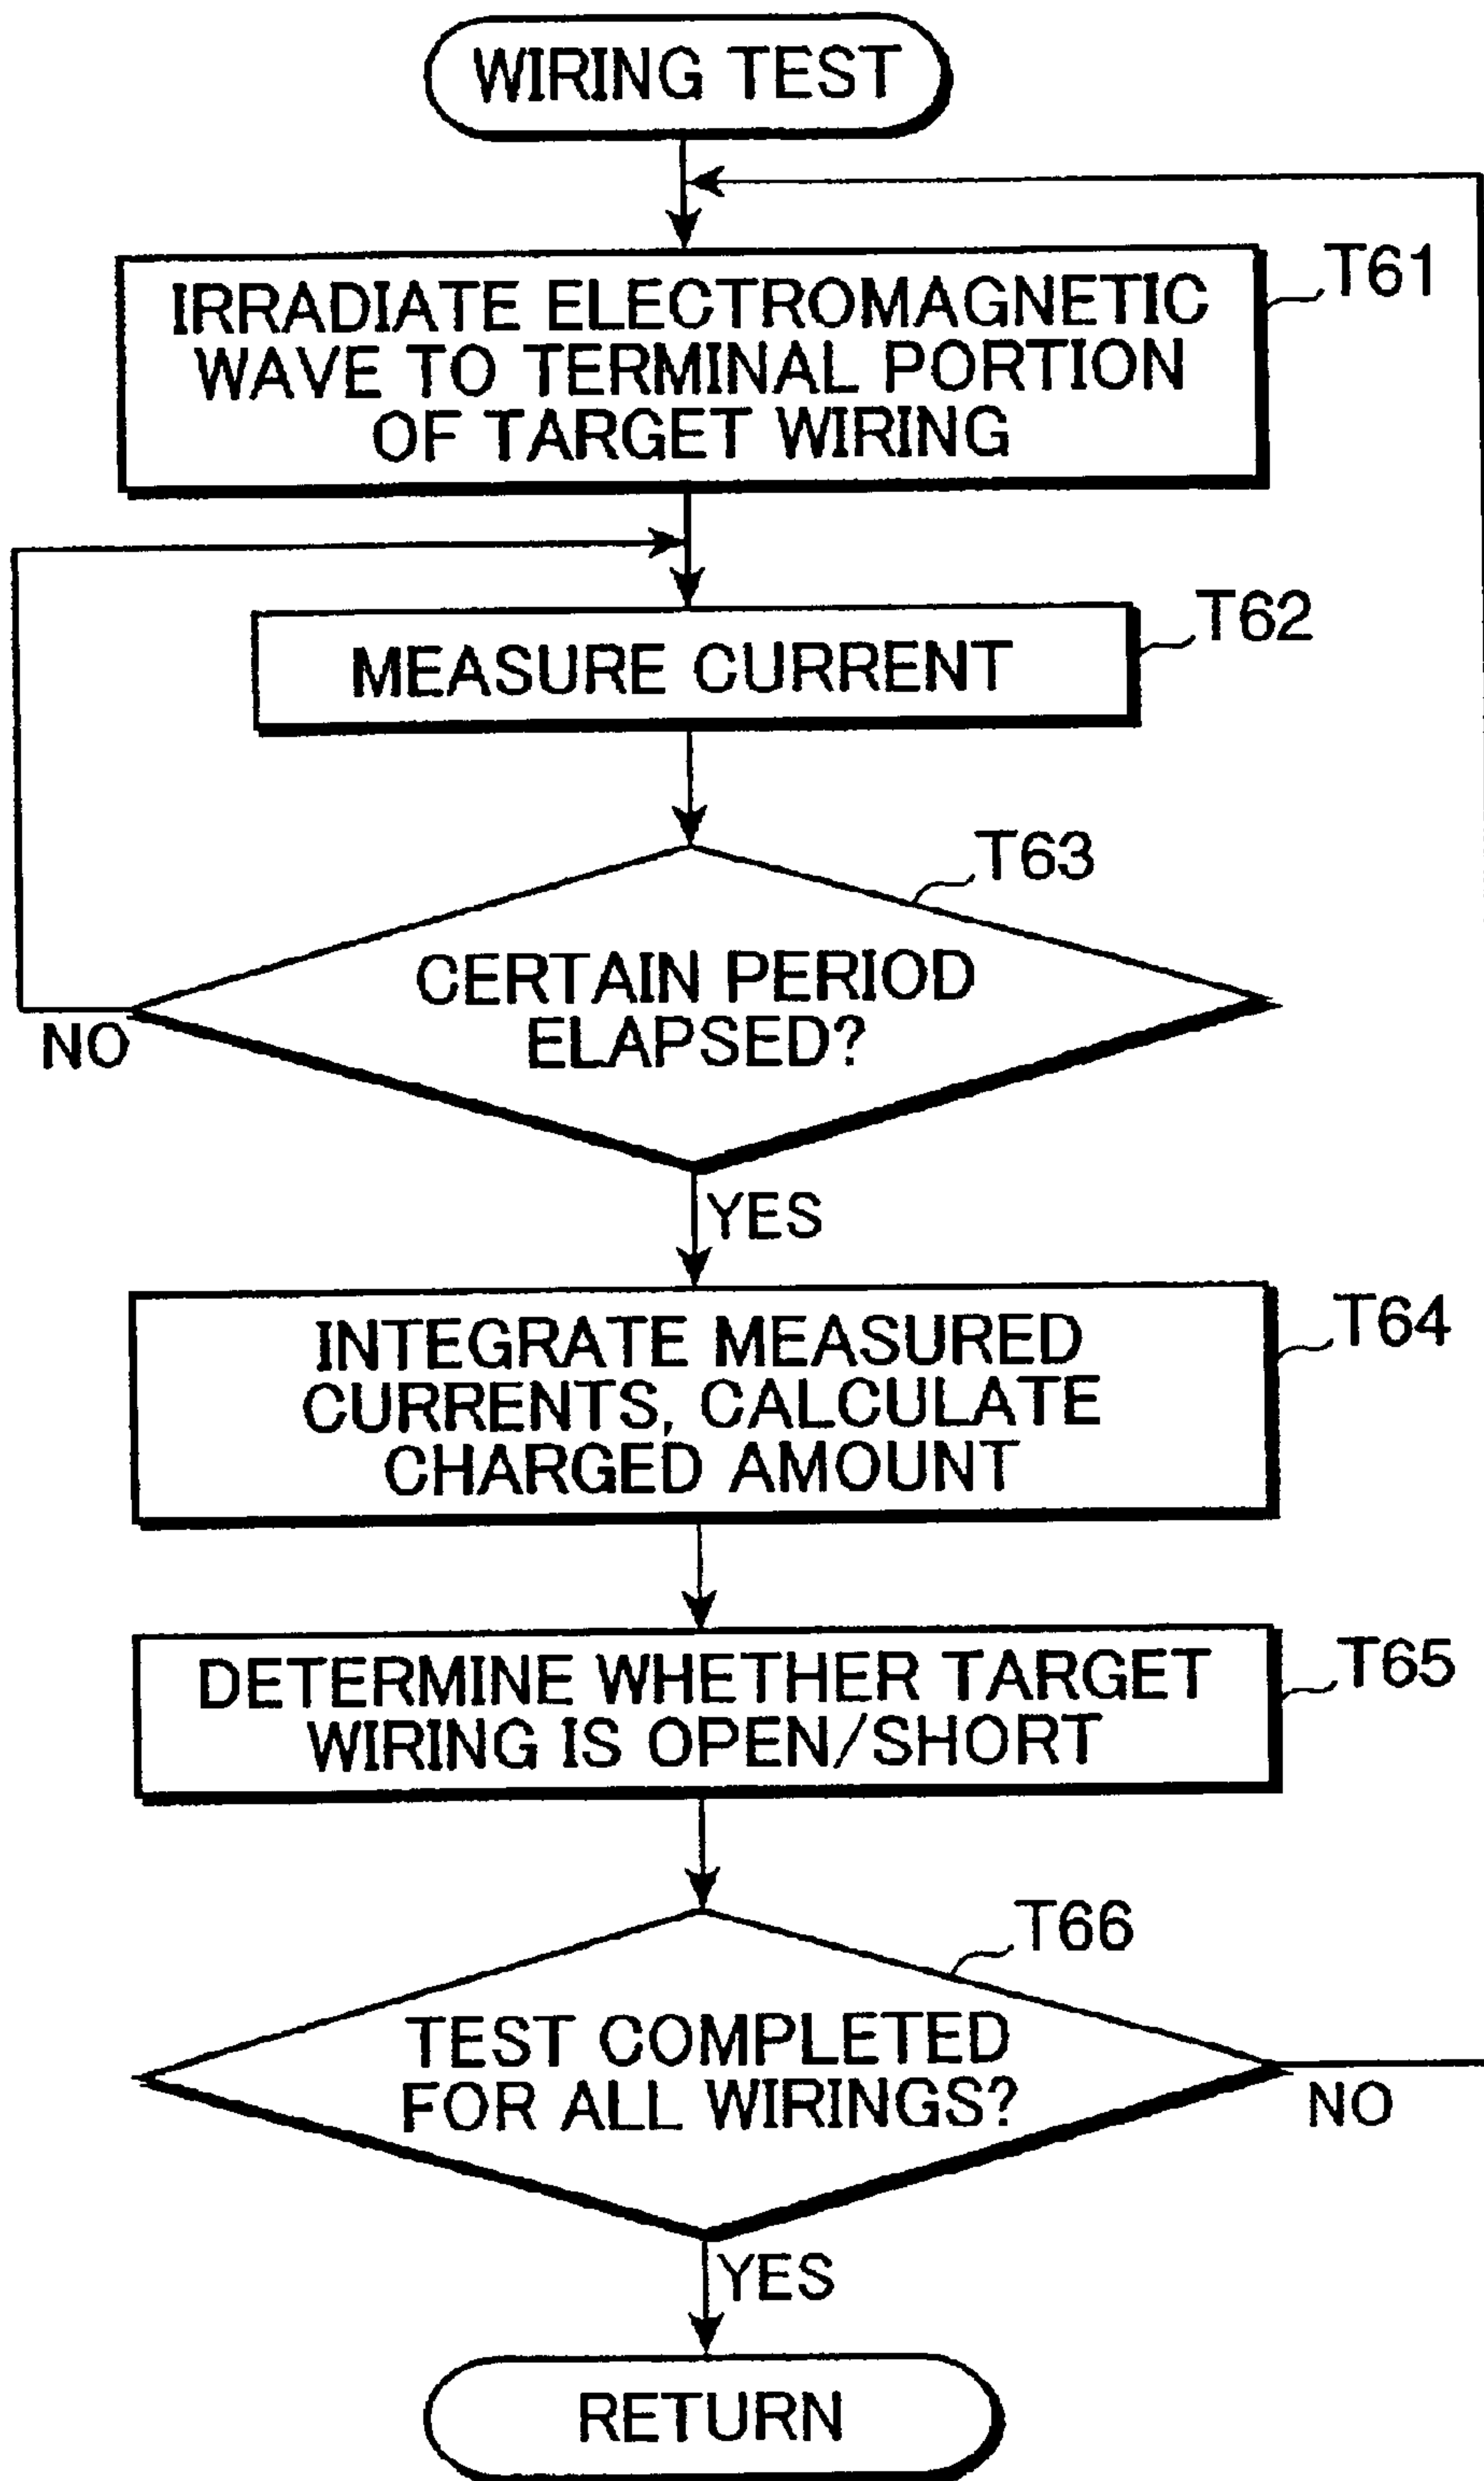 WIRING TEST
T61
IRRADIATE ELECTROMAGNETIC
WAVE TO TERMINAL PORTION
OF TARGET WIRING
T62
MEASURE CURRENT
T63
CERTAIN PERIOD
ELAPSED?
NO
YES
T64
INTEGRATE MEASURED
CURRENTS, CALCULATE
CHARGED AMOUNT
T65
DETERMINE WHETHER TARGET
WIRING IS OPEN/SHORT
T66
TEST COMPLETED
FOR ALL WIRINGS?
NO
YES
RETURN